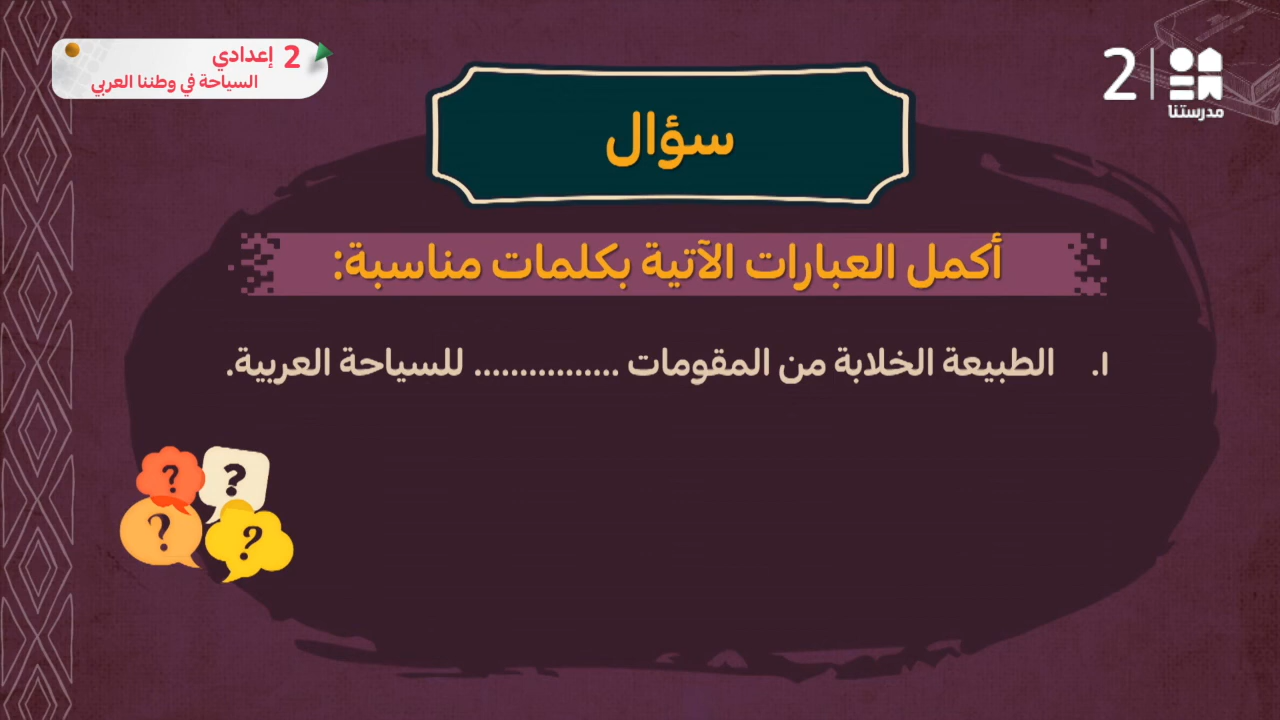 2 إعدادي
السياحة في وطننا العربي
2
مدرستنا
سؤال
أكمل العبارات الآتية بكلمات مناسبة:
١. الطبيعة الخلابة من المقومات ................ للسياحة العربية.
? ?
? ?